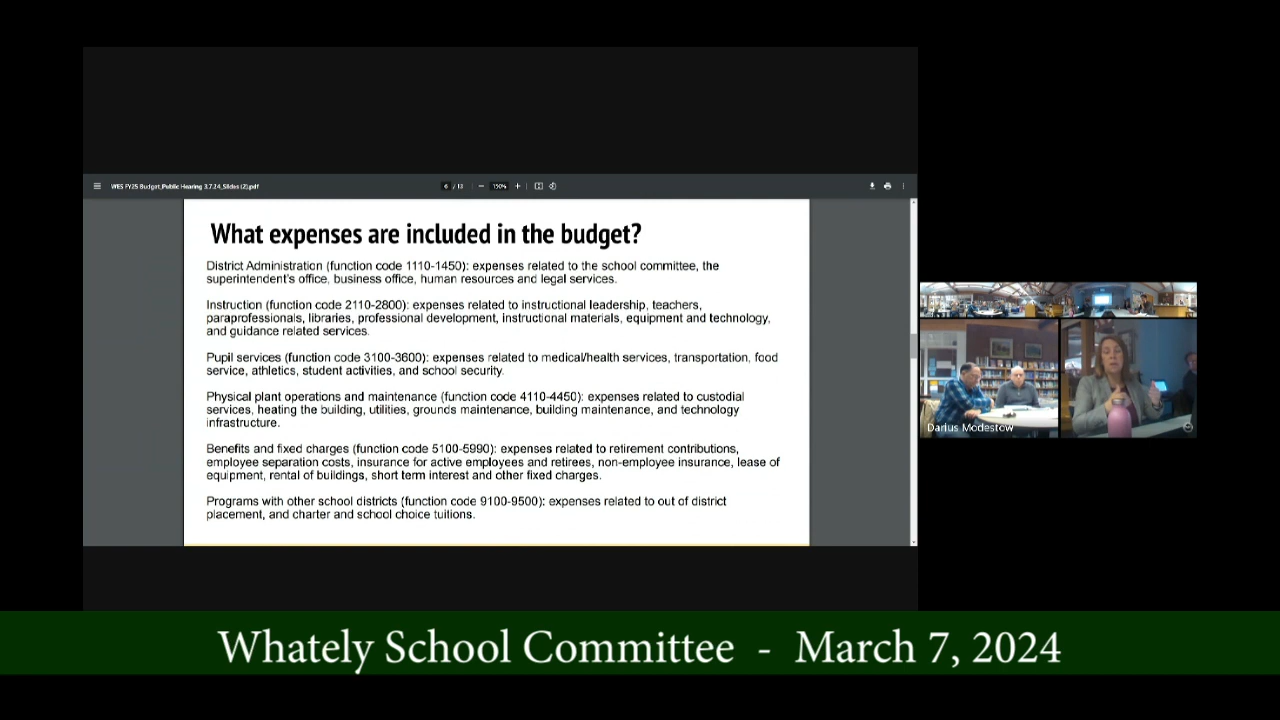 WES FY25 Budget_Public Hearing 3.7.24_Slides (2).pdf
6 / 13
150%
What expenses are included in the budget?
District Administration (function code 1110-1450): expenses related to the school committee, the
superintendent's office, business office, human resources and legal services.
Instruction (function code 2110-2800): expenses related to instructional leadership, teachers,
paraprofessionals, libraries, professional development, instructional materials, equipment and technology,
and guidance related services.
Pupil services (function code 3100-3600): expenses related to medical/health services, transportation, food
service, athletics, student activities, and school security.
Physical plant operations and maintenance (function code 4110-4450): expenses related to custodial
services, heating the building, utilities, grounds maintenance, building maintenance, and technology
infrastructure.
Benefits and fixed charges (function code 5100-5990): expenses related to retirement contributions,
employee separation costs, insurance for active employees and retirees, non-employee insurance, lease of
equipment, rental of buildings, short term interest and other fixed charges.
Programs with other school districts (function code 9100-9500): expenses related to out of district
placement, and charter and school choice tuitions.
Darius Modestow
Whately School Committee - March 7, 2024